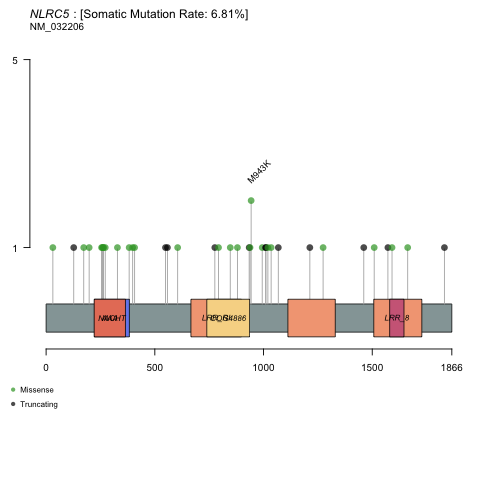 NLRC5 : [Somatic Mutation Rate: 6.81%]
NM_032206
5
M943K
1
NACHT
LRR_8
0
500
1000
1500
1866
Missense
Truncating